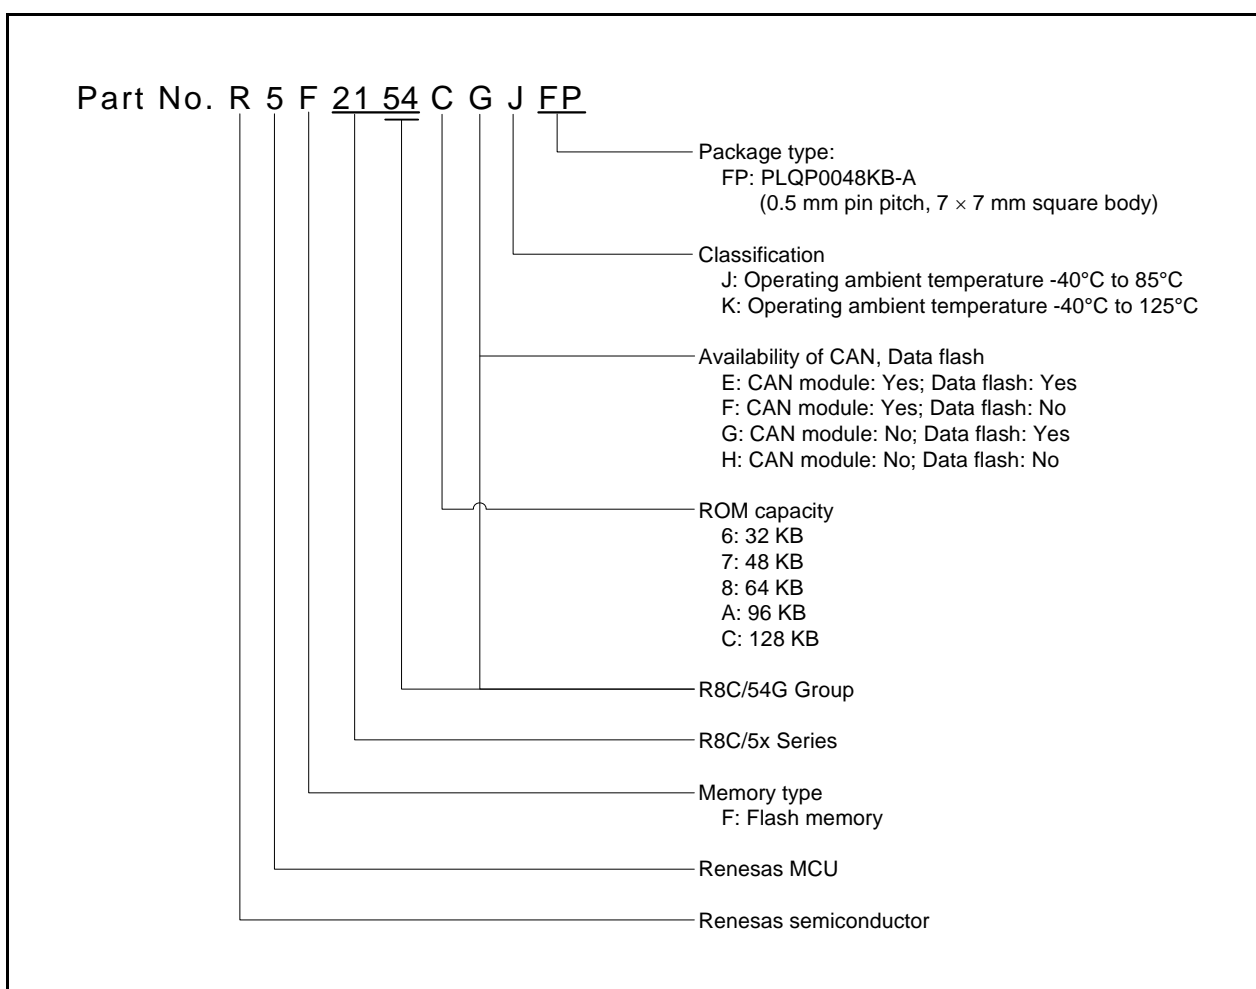 Part No. R 5 F 21 54 C G J FP
Package type:
FP: PLQP0048KB-A
(0.5 mm pin pitch, 7 × 7 mm square body)
Classification
J: Operating ambient temperature -40°C to 85°C
K: Operating ambient temperature -40°C to 125°C
Availability of CAN, Data flash
E: CAN module: Yes; Data flash: Yes
F: CAN module: Yes; Data flash: No
G: CAN module: No; Data flash: Yes
H: CAN module: No; Data flash: No
ROM capacity
6: 32 KB
7: 48 KB
8: 64 KB
A: 96 KB
C: 128 KB
R8C/54G Group
R8C/5x Series
Memory type
F: Flash memory
Renesas MCU
Renesas semiconductor